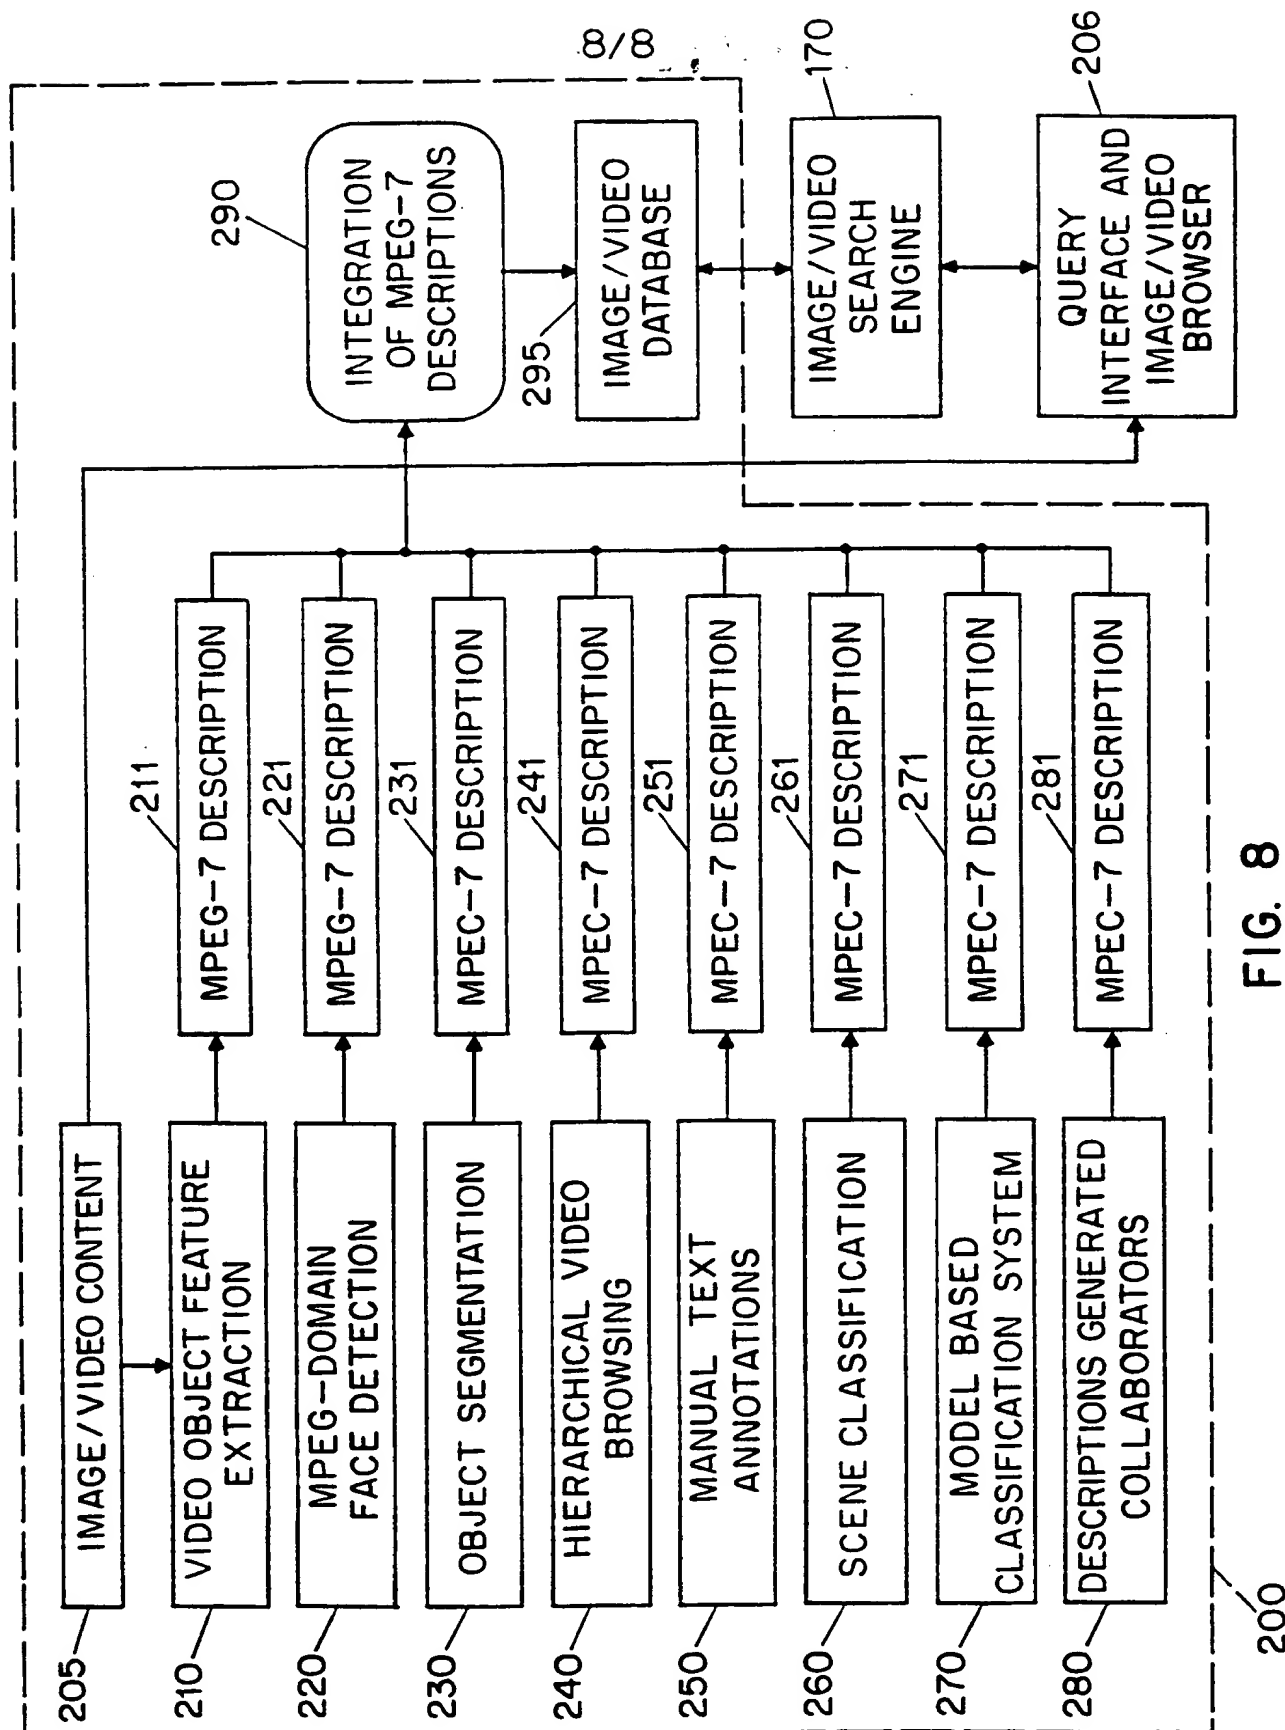 8/8
205
IMAGE/VIDEO CONTENT
210
VIDEO OBJECT FEATURE
EXTRACTION
211
MPEG-7 DESCRIPTION
220
MPEG-DOMAIN
FACE DETECTION
221
MPEG-7 DESCRIPTION
230
OBJECT SEGMENTATION
231
MPEC-7 DESCRIPTION
240
HIERARCHICAL VIDEO
BROWSING
241
MPEC-7 DESCRIPTION
250
MANUAL TEXT
ANNOTATIONS
251
MPEC-7 DESCRIPTION
260
SCENE CLASSIFICATION
261
MPEC-7 DESCRIPTION
270
MODEL BASED
CLASSIFICATION SYSTEM
271
MPEC-7 DESCRIPTION
280
DESCRIPTIONS GENERATED
COLLABORATORS
281
MPEC-7 DESCRIPTION
290
INTEGRATION
OF MPEG-7
DESCRIPTIONS
295
IMAGE/VIDEO
DATABASE
IMAGE/VIDEO
SEARCH
ENGINE
170
QUERY
INTERFACE AND
IMAGE/VIDEO
BROWSER
206
200
FIG. 8